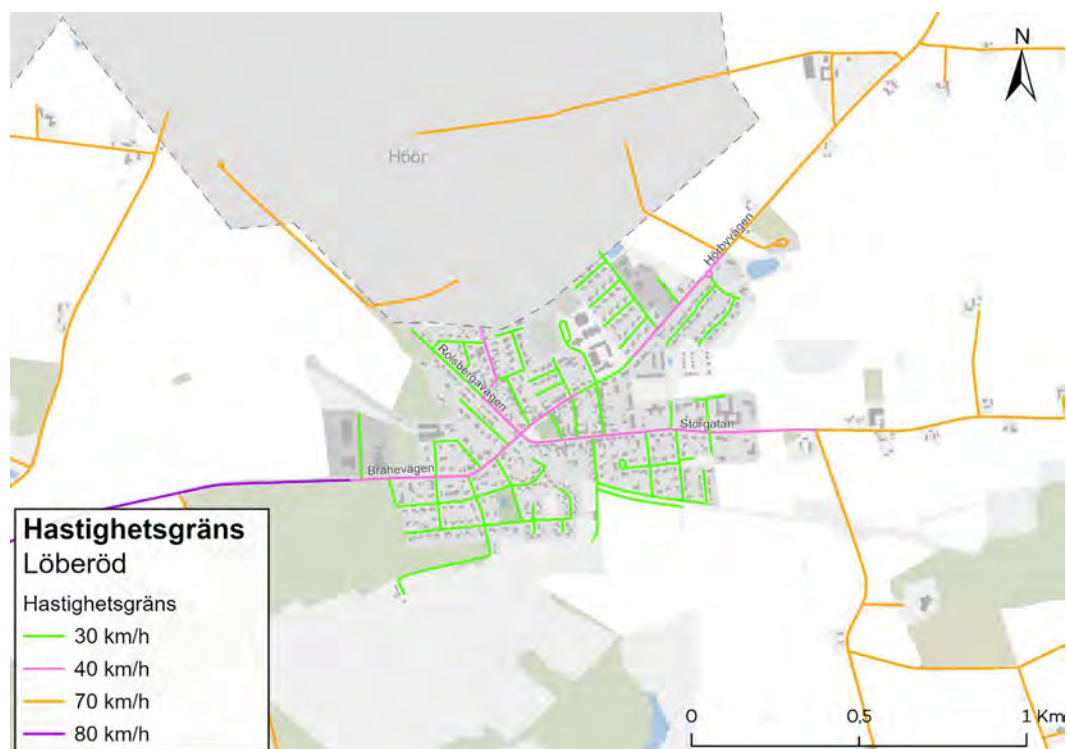 N
Höör
Hörbyvägen
Rolsbergavägen
Storgatan
Brahevägen
Hastighetsgräns
Löberöd
Hastighetsgräns
30 km/h
40 km/h
70 km/h
80 km/h
0 0,5 1 Km